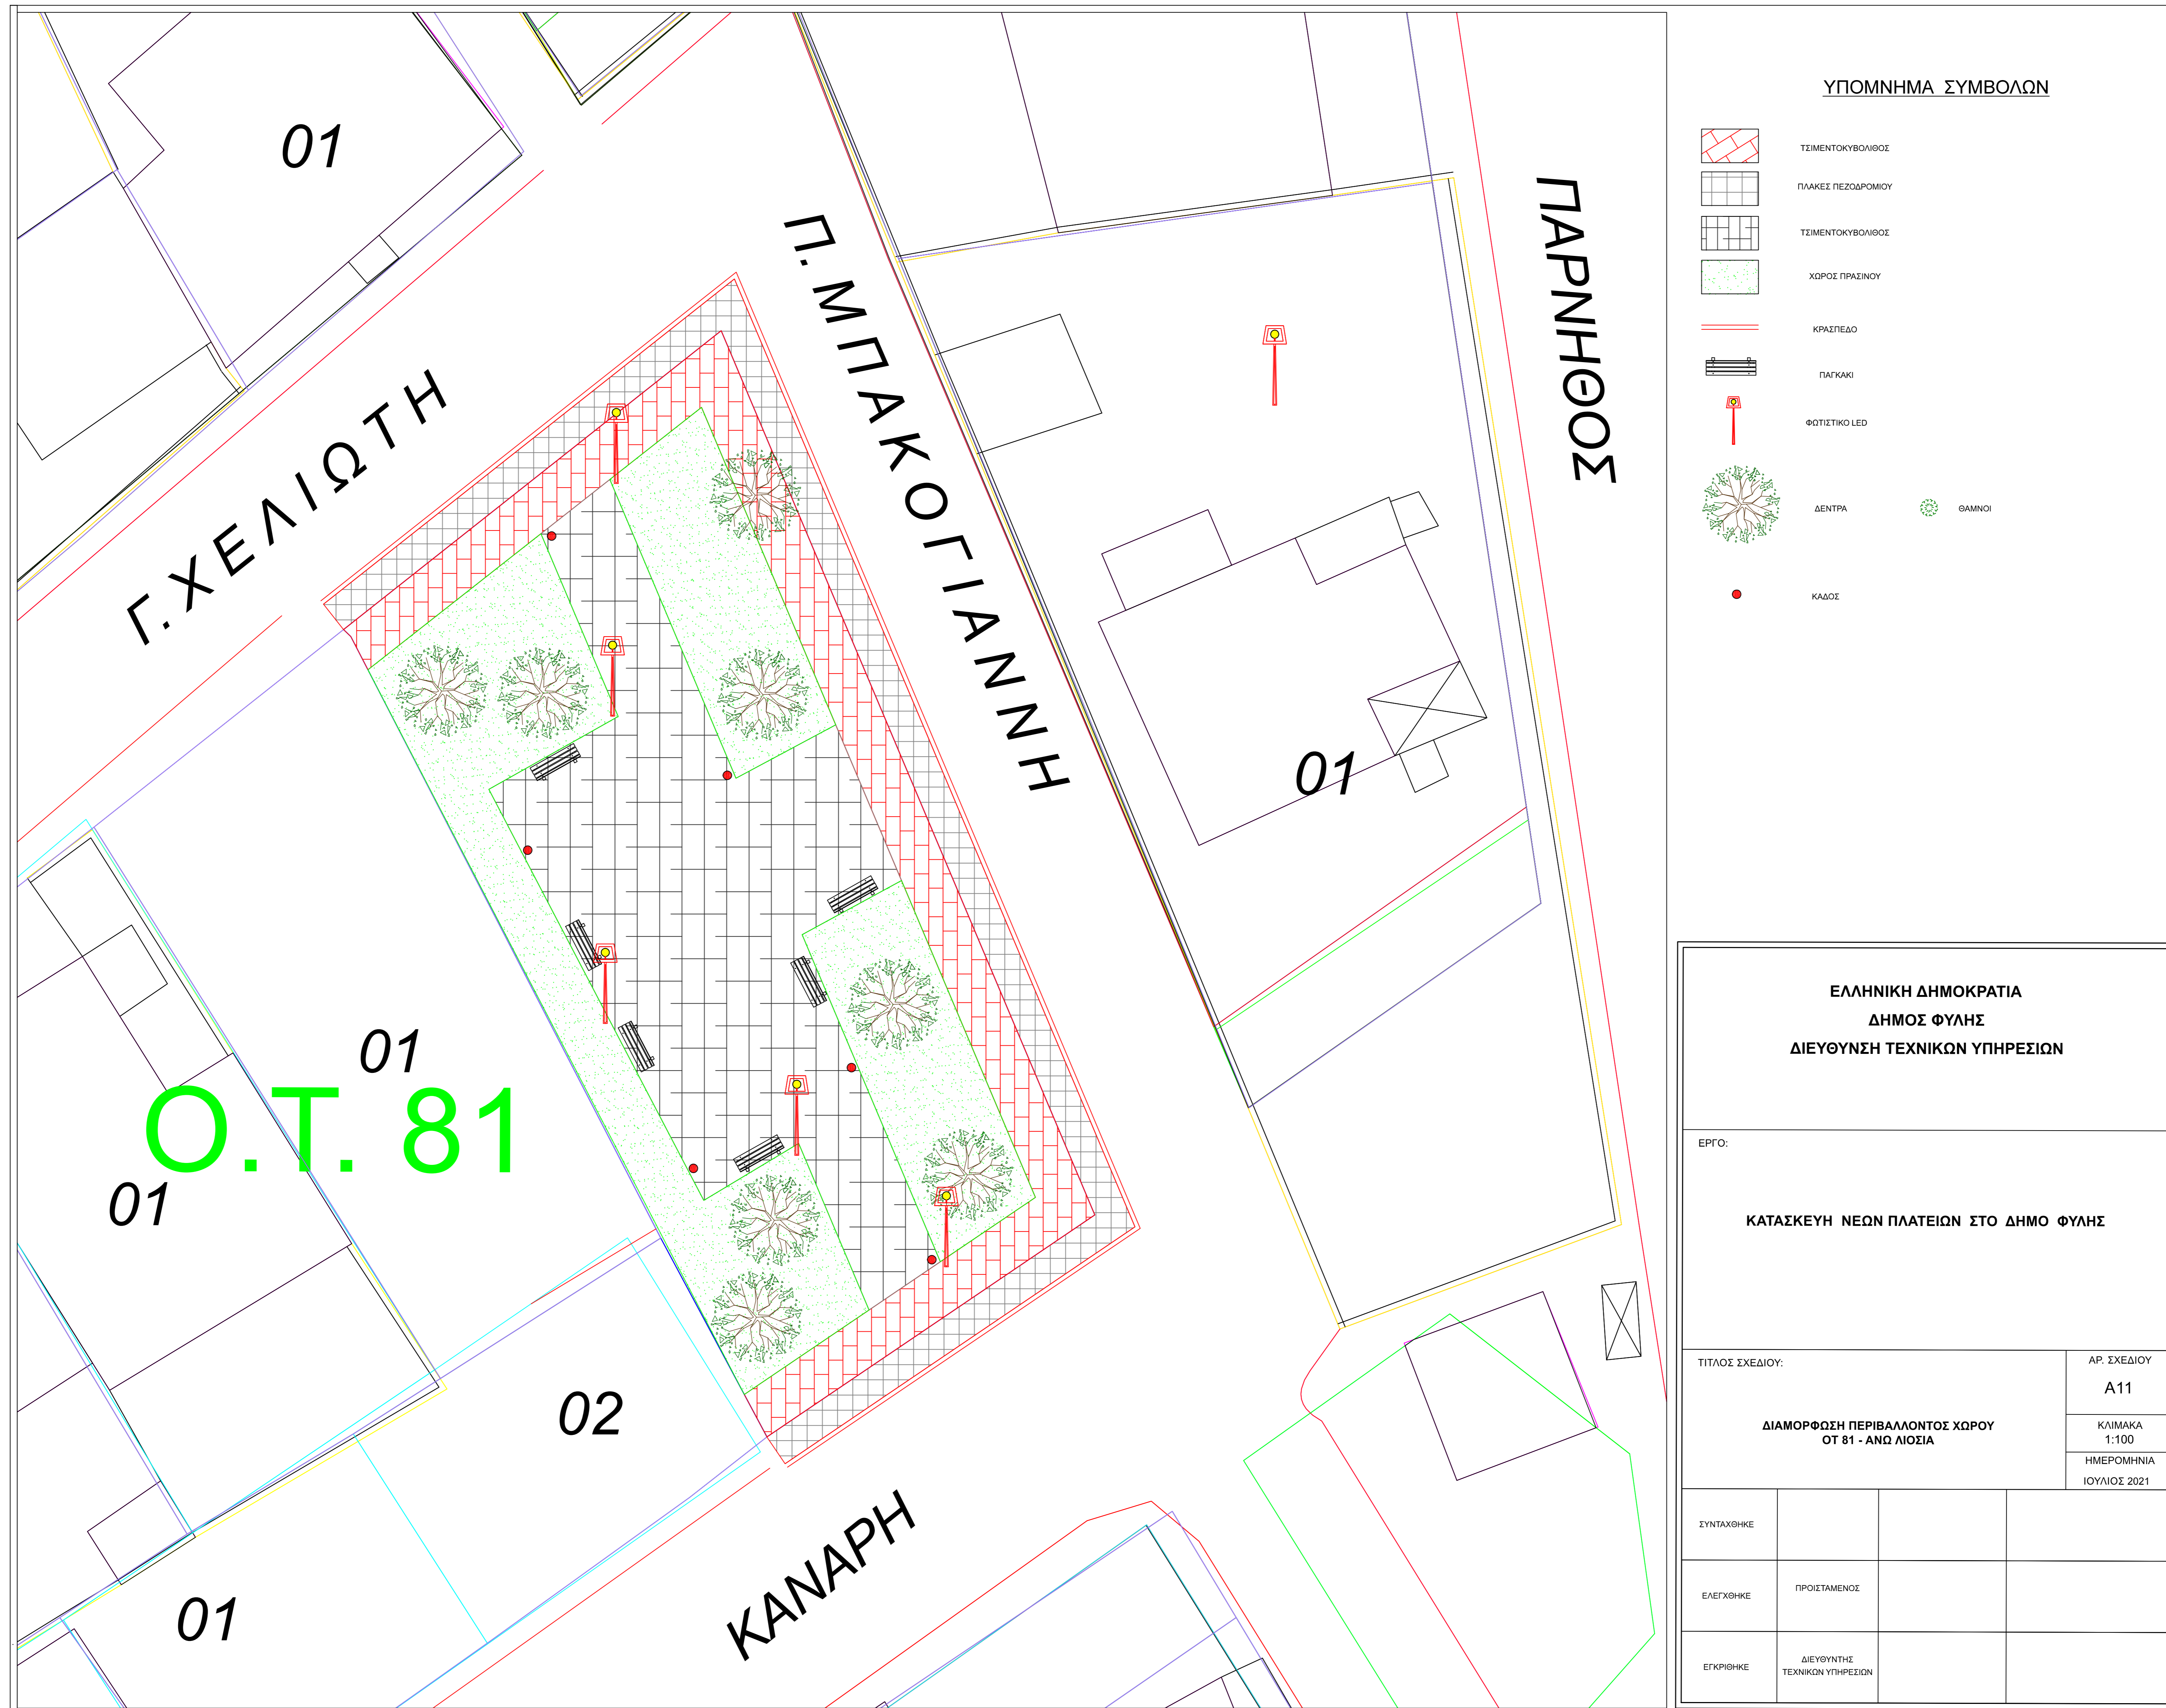 01
Γ. ΧΕΛΙΩΤΗ
Π. ΜΠΑΚΟΓΙΑΝΝΗ
ΠΑΡΝΗΘΟΣ
01
01
Ο.Τ. 81
01
02
01
ΚΑΝΑΡΗ
ΥΠΟΜΝΗΜΑ ΣΥΜΒΟΛΩΝ
ΤΣΙΜΕΝΤΟΚΥΒΟΛΙΘΟΣ
ΠΛΑΚΕΣ ΠΕΖΟΔΡΟΜΙΟΥ
ΤΣΙΜΕΝΤΟΚΥΒΟΛΙΘΟΣ
ΧΩΡΟΣ ΠΡΑΣΙΝΟΥ
ΚΡΑΣΠΕΔΟ
ΠΑΓΚΑΚΙ
ΦΩΤΙΣΤΙΚΟ LED
ΔΕΝΤΡΑ
ΘΑΜΝΟΙ
ΚΑΔΟΣ
ΕΛΛΗΝΙΚΗ ΔΗΜΟΚΡΑΤΙΑ
ΔΗΜΟΣ ΦΥΛΗΣ
ΔΙΕΥΘΥΝΣΗ ΤΕΧΝΙΚΩΝ ΥΠΗΡΕΣΙΩΝ
ΕΡΓΟ:
ΚΑΤΑΣΚΕΥΗ ΝΕΩΝ ΠΛΑΤΕΙΩΝ ΣΤΟ ΔΗΜΟ ΦΥΛΗΣ
ΤΙΤΛΟΣ ΣΧΕΔΙΟΥ:
ΔΙΑΜΟΡΦΩΣΗ ΠΕΡΙΒΑΛΛΟΝΤΟΣ ΧΩΡΟΥ
ΟΤ 81 - ΑΝΩ ΛΙΟΣΙΑ
ΑΡ. ΣΧΕΔΙΟΥ
Α11
ΚΛΙΜΑΚΑ
1:100
ΗΜΕΡΟΜΗΝΙΑ
ΙΟΥΛΙΟΣ 2021
ΣΥΝΤΑΧΘΗΚΕ
ΕΛΕΓΧΘΗΚΕ
ΠΡΟΙΣΤΑΜΕΝΟΣ
ΕΓΚΡΙΘΗΚΕ
ΔΙΕΥΘΥΝΤΗΣ
ΤΕΧΝΙΚΩΝ ΥΠΗΡΕΣΙΩΝ